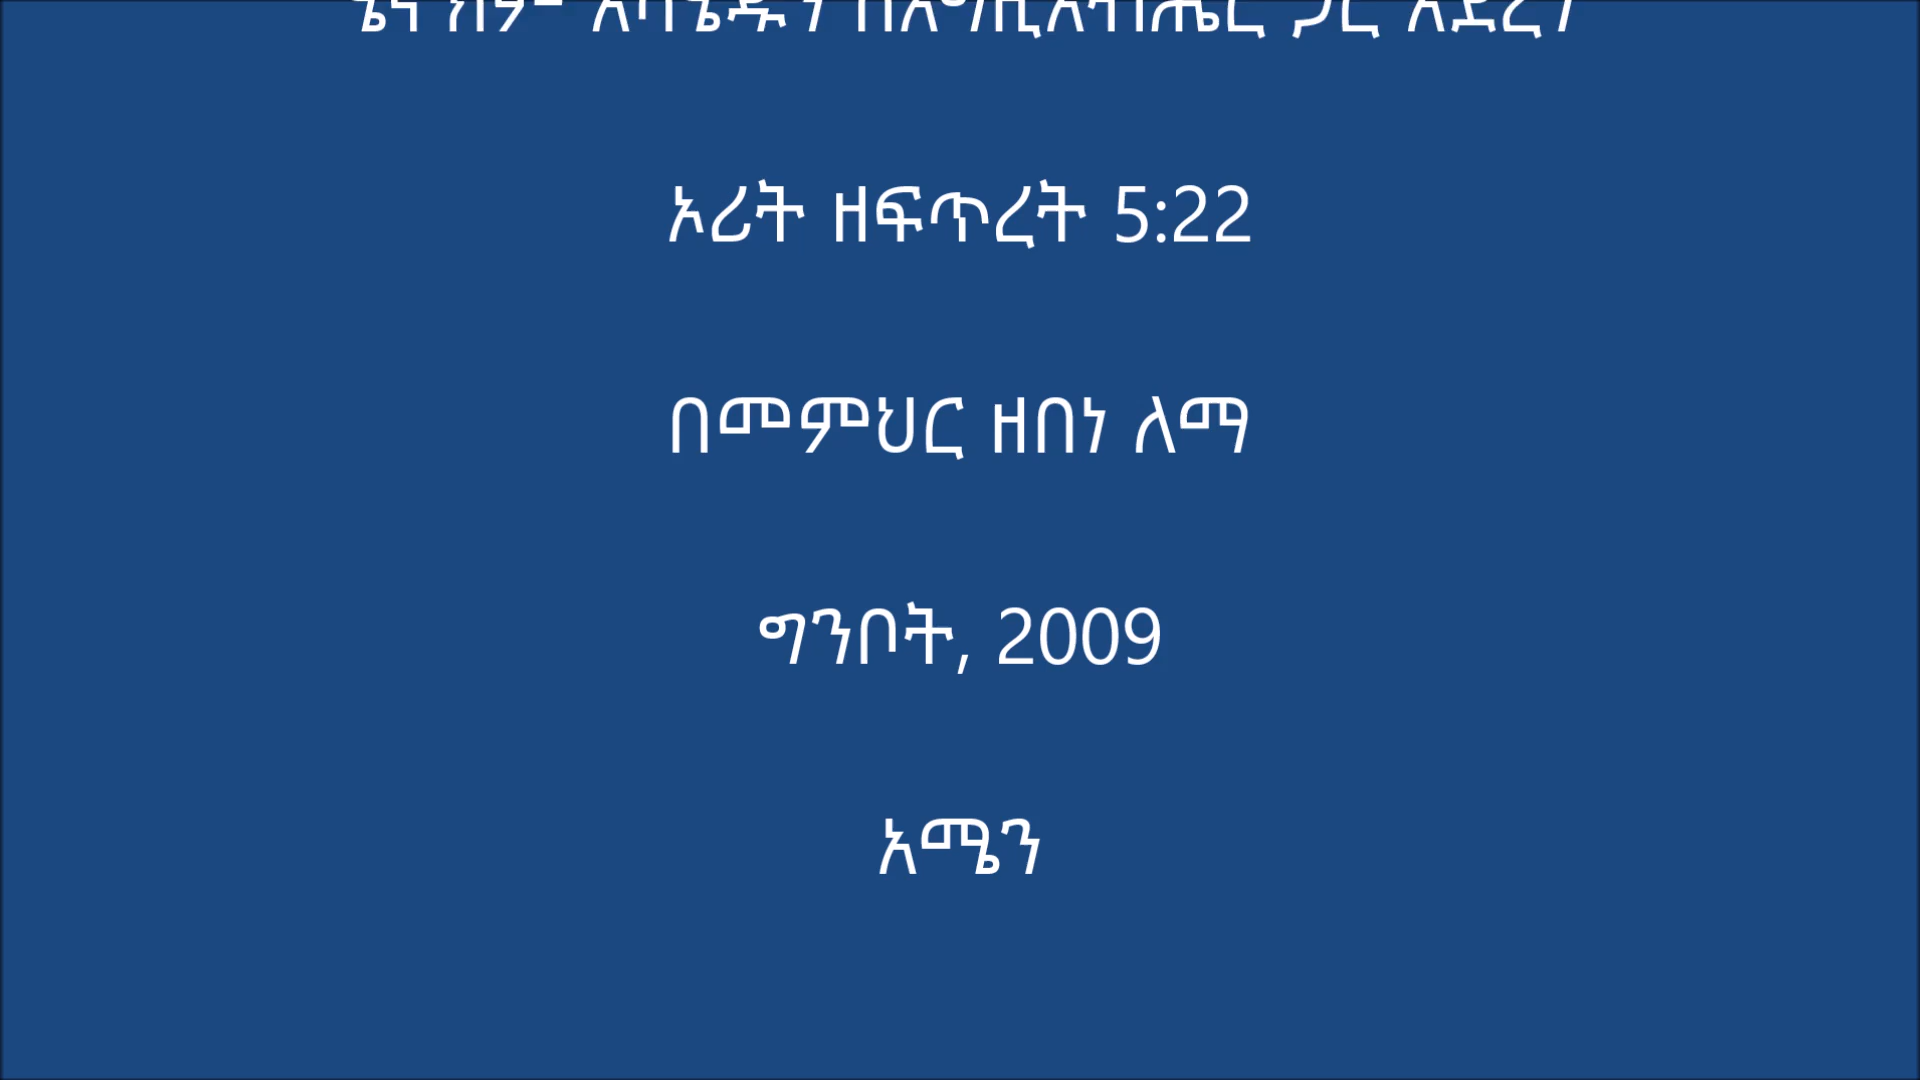 ኦሪት ዘፍጥረት 5:22
በመምህር ዘበነ ለማ
ግንቦት, 2009
አሜን